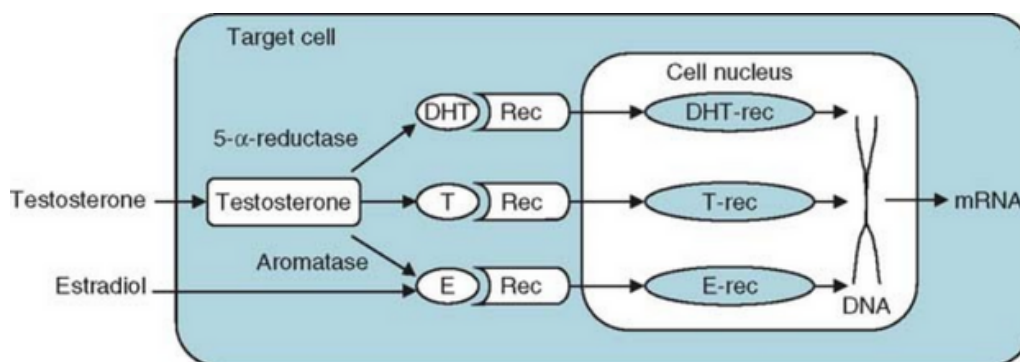 Target cell
Cell nucleus
DHT
Rec
DHT-rec
5-α-reductase
Testosterone
Testosterone
T
Rec
T-rec
mRNA
Aromatase
Estradiol
E
Rec
E-rec
DNA